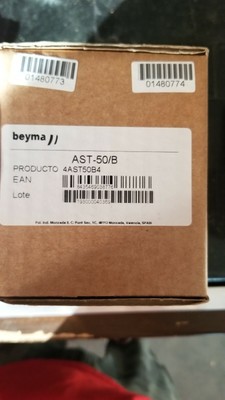 01480773
01480774
beyma
AST-50/B
PRODUCTO 4AST50B4
EAN
Lote